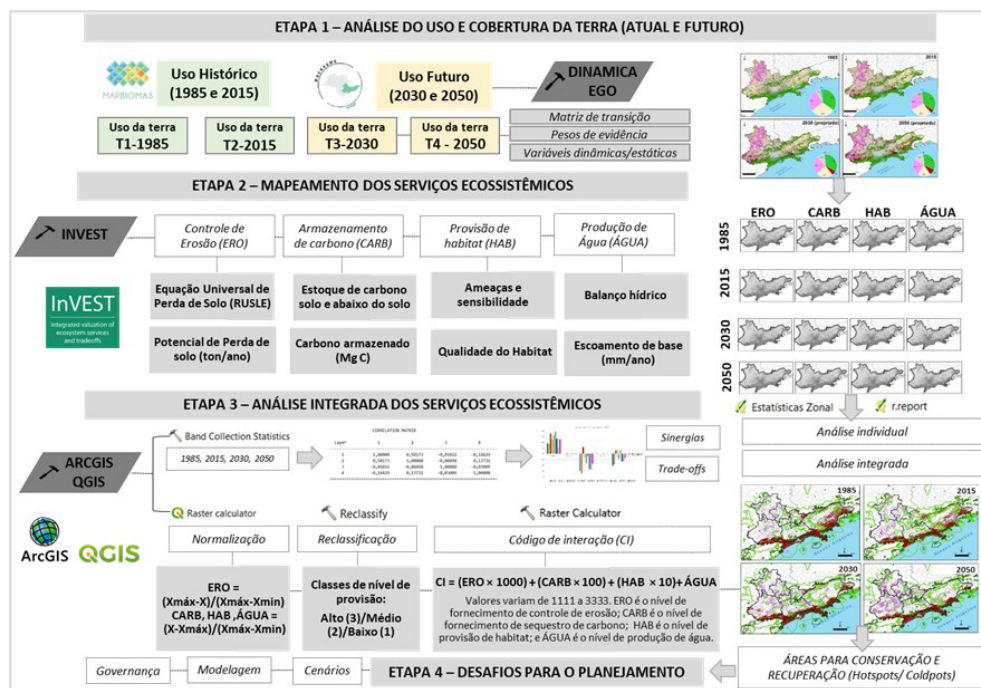 ETAPA 1 – ANÁLISE DO USO E COBERTURA DA TERRA (ATUAL E FUTURO)
MAPBIOMAS
Uso Histórico
(1985 e 2015)
Uso Futuro
(2030 e 2050)
DINAMICA
EGO
Uso da terra
T1-1985
Uso da terra
T2-2015
Uso da terra
T3-2030
Uso da terra
T4 - 2050
Matriz de transição
Pesos de evidência
Variáveis dinâmicas/estáticas
1985
2015
2030 (projetado)
2050 (projetado)
ETAPA 2 – MAPEAMENTO DOS SERVIÇOS ECOSSISTÊMICOS
INVEST
Controle de
Erosão (ERO)
Armazenamento
de carbono (CARB)
Provisão de
habitat (HAB)
Produção de
Água (ÁGUA)
InVEST
integrated valuation of
ecosystem services
and tradeoffs
Equação Universal de
Perda de Solo (RUSLE)
Estoque de carbono
solo e abaixo do solo
Ameaças e
sensibilidade
Balanço hídrico
Potencial de Perda de
solo (ton/ano)
Carbono armazenado
(Mg C)
Qualidade do Habitat
Escoamento de base
(mm/ano)
ERO CARB HAB ÁGUA
1985
2015
2030
2050
Estatísticas Zonal
r.report
Análise individual
Análise integrada
ETAPA 3 – ANÁLISE INTEGRADA DOS SERVIÇOS ECOSSISTÊMICOS
ARCGIS
QGIS
Band Collection Statistics
1985, 2015, 2030, 2050
CORRELATION MATRIX
Layer 1 2 3 4
Sinergias
Trade-offs
ArcGIS
QGIS
Raster calculator
Normalização
ERO =
(Xmáx-X)/(Xmáx-Xmin)
CARB, HAB ,ÁGUA =
(X-Xmáx)/(Xmáx-Xmin)
Reclassify
Reclassificação
Classes de nível de
provisão:
Alto (3)/Médio
(2)/Baixo (1)
Raster Calculator
Código de interação (CI)
CI = (ERO × 1000) + (CARB × 100) + (HAB × 10)+ ÁGUA
Valores variam de 1111 a 3333. ERO é o nível de
fornecimento de controle de erosão; CARB é o nível de
fornecimento de sequestro de carbono; HAB é o nível de
provisão de habitat; e ÁGUA é o nível de produção de água.
1985
2015
2030
2050
ÁREAS PARA CONSERVAÇÃO E
RECUPERAÇÃO (Hotspots/ Coldpots)
ETAPA 4 – DESAFIOS PARA O PLANEJAMENTO
Cenários
Modelagem
Governança